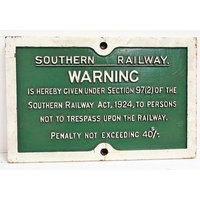 SOUTHERN RAILWAY.
WARNING
IS HEREBY GIVEN UNDER SECTION 97(2) OF THE
SOUTHERN RAILWAY ACT, 1924, TO PERSONS
NOT TO TRESPASS UPON THE RAILWAY.
PENALTY NOT EXCEEDING 40/-.